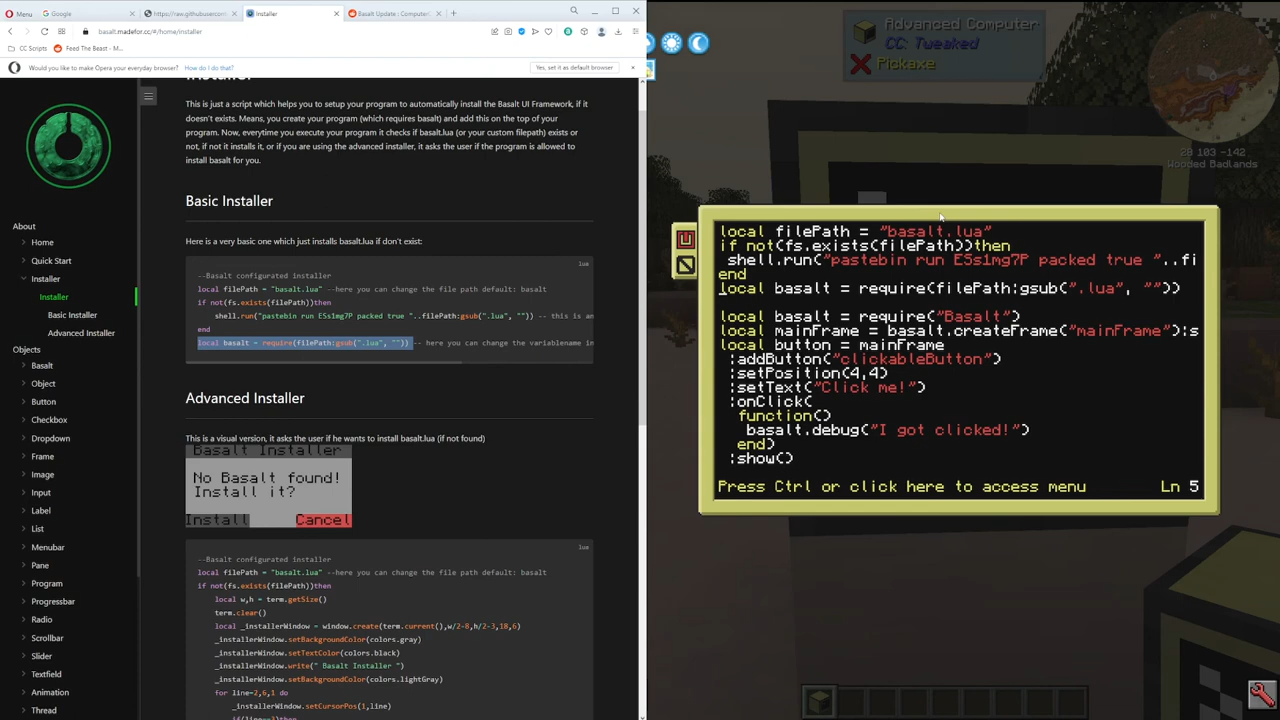 Menu
Google
https://raw.githubusercon
Installer
Basalt Update : Computer
basalt.madefor.cc/#/home/installer
CC Scripts
Feed The Beast - M...
Would you like to make Opera your everyday browser?
How do I do that?
Yes, set it as default browser
About
Home
Quick Start
Installer
Installer
Basic Installer
Advanced Installer
Objects
Basalt
Object
Button
Checkbox
Dropdown
Frame
Image
Input
Label
List
Menubar
Pane
Program
Progressbar
Radio
Scrollbar
Slider
Textfield
Animation
Thread
Installer
This is just a script which helps you to setup your program to automatically install the Basalt UI Framework, if it
doesn't exists. Means, you create your program (which requires basalt) and add this on the top of your
program. Now, everytime you execute your program it checks if basalt.lua (or your custom filepath) exists or
not, if not it installs it, or if you are using the advanced installer, it asks the user if the program is allowed to
install basalt for you.
Basic Installer
Here is a very basic one which just installs basalt.lua if don't exist:
lua
--Basalt configurated installer
local filePath = "basalt.lua" --here you can change the file path default: basalt
if not(fs.exists(filePath))then
shell.run("pastebin run ESs1mg7P packed true "..filePath:gsub(".lua", "")) -- this is an
end
local basalt = require(filePath:gsub(".lua", "")) -- here you can change the variablename in
Advanced Installer
This is a visual version, it asks the user if he wants to install basalt.lua (if not found)
Basalt Installer
No Basalt found!
Install it?
Install
Cancel
lua
--Basalt configurated installer
local filePath = "basalt.lua" --here you can change the file path default: basalt
if not(fs.exists(filePath))then
local w,h = term.getSize()
term.clear()
local _installerWindow = window.create(term.current(),w/2-8,h/2-3,18,6)
_installerWindow.setBackgroundColor(colors.gray)
_installerWindow.setTextColor(colors.black)
_installerWindow.write(" Basalt Installer ")
_installerWindow.setBackgroundColor(colors.lightGray)
for line=2,6,1 do
_installerWindow.setCursorPos(1,line)
if(line==3)then
Advanced Computer
CC: Tweaked
Pickaxe
28 103 -142
Wooded Badlands
local filePath = "basalt.lua"
if not(fs.exists(filePath))then
shell.run("pastebin run ESs1mg7P packed true "..fi
end
local basalt = require(filePath:gsub(".lua", ""))
local basalt = require("Basalt")
local mainFrame = basalt.createFrame("mainFrame"):s
local button = mainFrame
:addButton("clickableButton")
:setPosition(4,4)
:setText("Click me!")
:onClick(
function()
basalt.debug("I got clicked!")
end)
:show()
Press Ctrl or click here to access menu
Ln 5